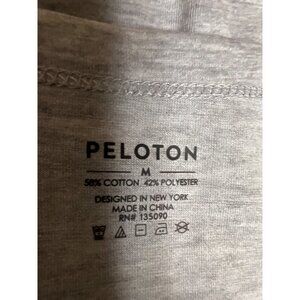 PELOTON
M
58% COTTON 42% POLYESTER
DESIGNED IN NEW YORK
MADE IN CHINA
RN# 135090